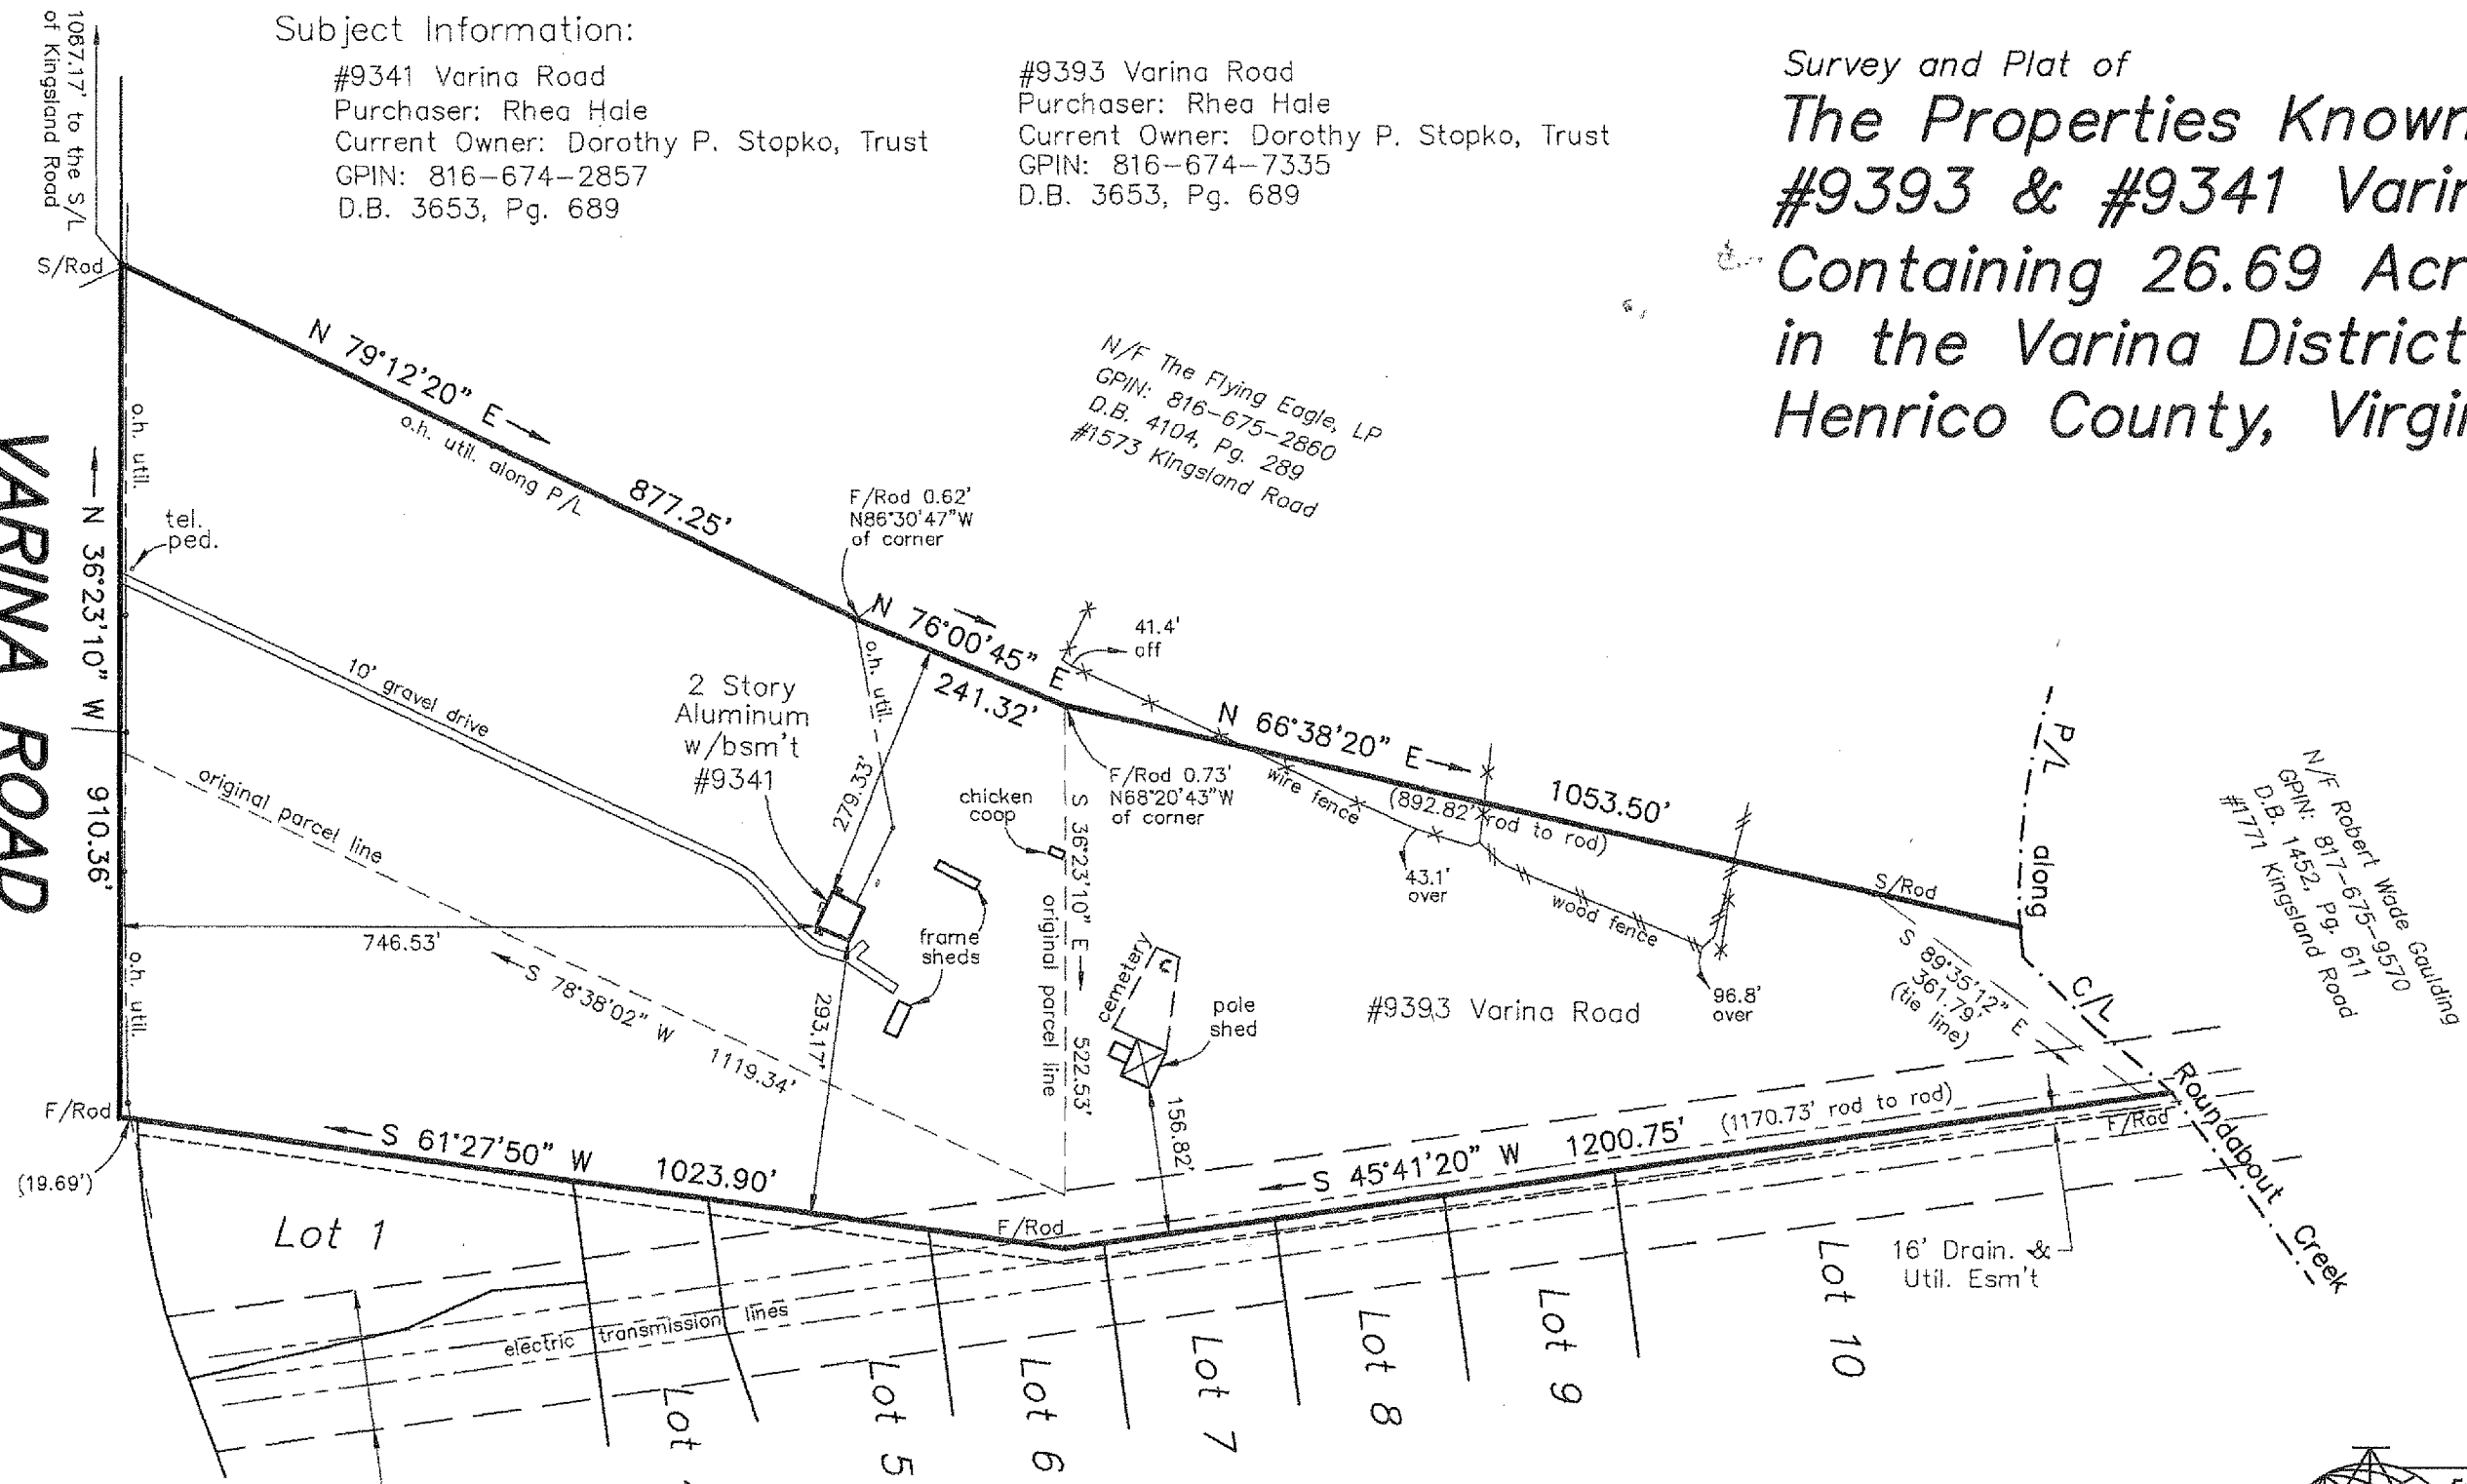 Subject Information:
#9341 Varina Road
Purchaser: Rhea Hale
Current Owner: Dorothy P. Stopko, Trust
GPIN: 816-674-2857
D.B. 3653, Pg. 689
#9393 Varina Road
Purchaser: Rhea Hale
Current Owner: Dorothy P. Stopko, Trust
GPIN: 816-674-7335
D.B. 3653, Pg. 689
Survey and Plat of
The Properties Known
#9393 & #9341 Varin
Containing 26.69 Acr
in the Varina District
Henrico County, Virgin
1067.17' to the S/L
of Kingsland Road
S/Rod
N 79°12'20" E
877.25'
o.h. util. along P/L
o.h. util.
tel.
ped.
VARINA ROAD
N 36°23'10" W
910.36'
10' gravel drive
original parcel line
F/Rod 0.62'
N86°30'47"W
of corner
N/F The Flying Eagle, LP
GPIN: 816-675-2860
D.B. 4104, Pg. 289
#1573 Kingsland Road
N 76°00'45" E
241.32'
o.h. util.
41.4'
off
2 Story
Aluminum
w/bsm't
#9341
279.33'
chicken
coop
F/Rod 0.73'
N68°20'43"W
of corner
N 66°38'20" E
1053.50'
(892.82' rod to rod)
wire fence
43.1'
over
wood fence
96.8'
over
S/Rod
P/L along C/L Roundabout Creek
N/F Robert Wade Gaulding
GPIN: 817-675-9570
D.B. 1452, Pg. 611
#1771 Kingsland Road
S 89°35'12" E
361.79'
(tie line)
#9393 Varina Road
S 36°23'10" E 522.53'
original parcel line
frame
sheds
cemetery
pole
shed
156.82'
746.53'
293.17'
S 78°38'02" W 1119.34'
o.h. util.
F/Rod
(19.69')
S 61°27'50" W 1023.90'
F/Rod
S 45°41'20" W 1200.75'
(1170.73' rod to rod)
F/Rod
16' Drain. &
Util. Esm't
electric transmission lines
Lot 1
Lot
Lot 5
Lot 6
Lot 7
Lot 8
Lot 9
Lot 10